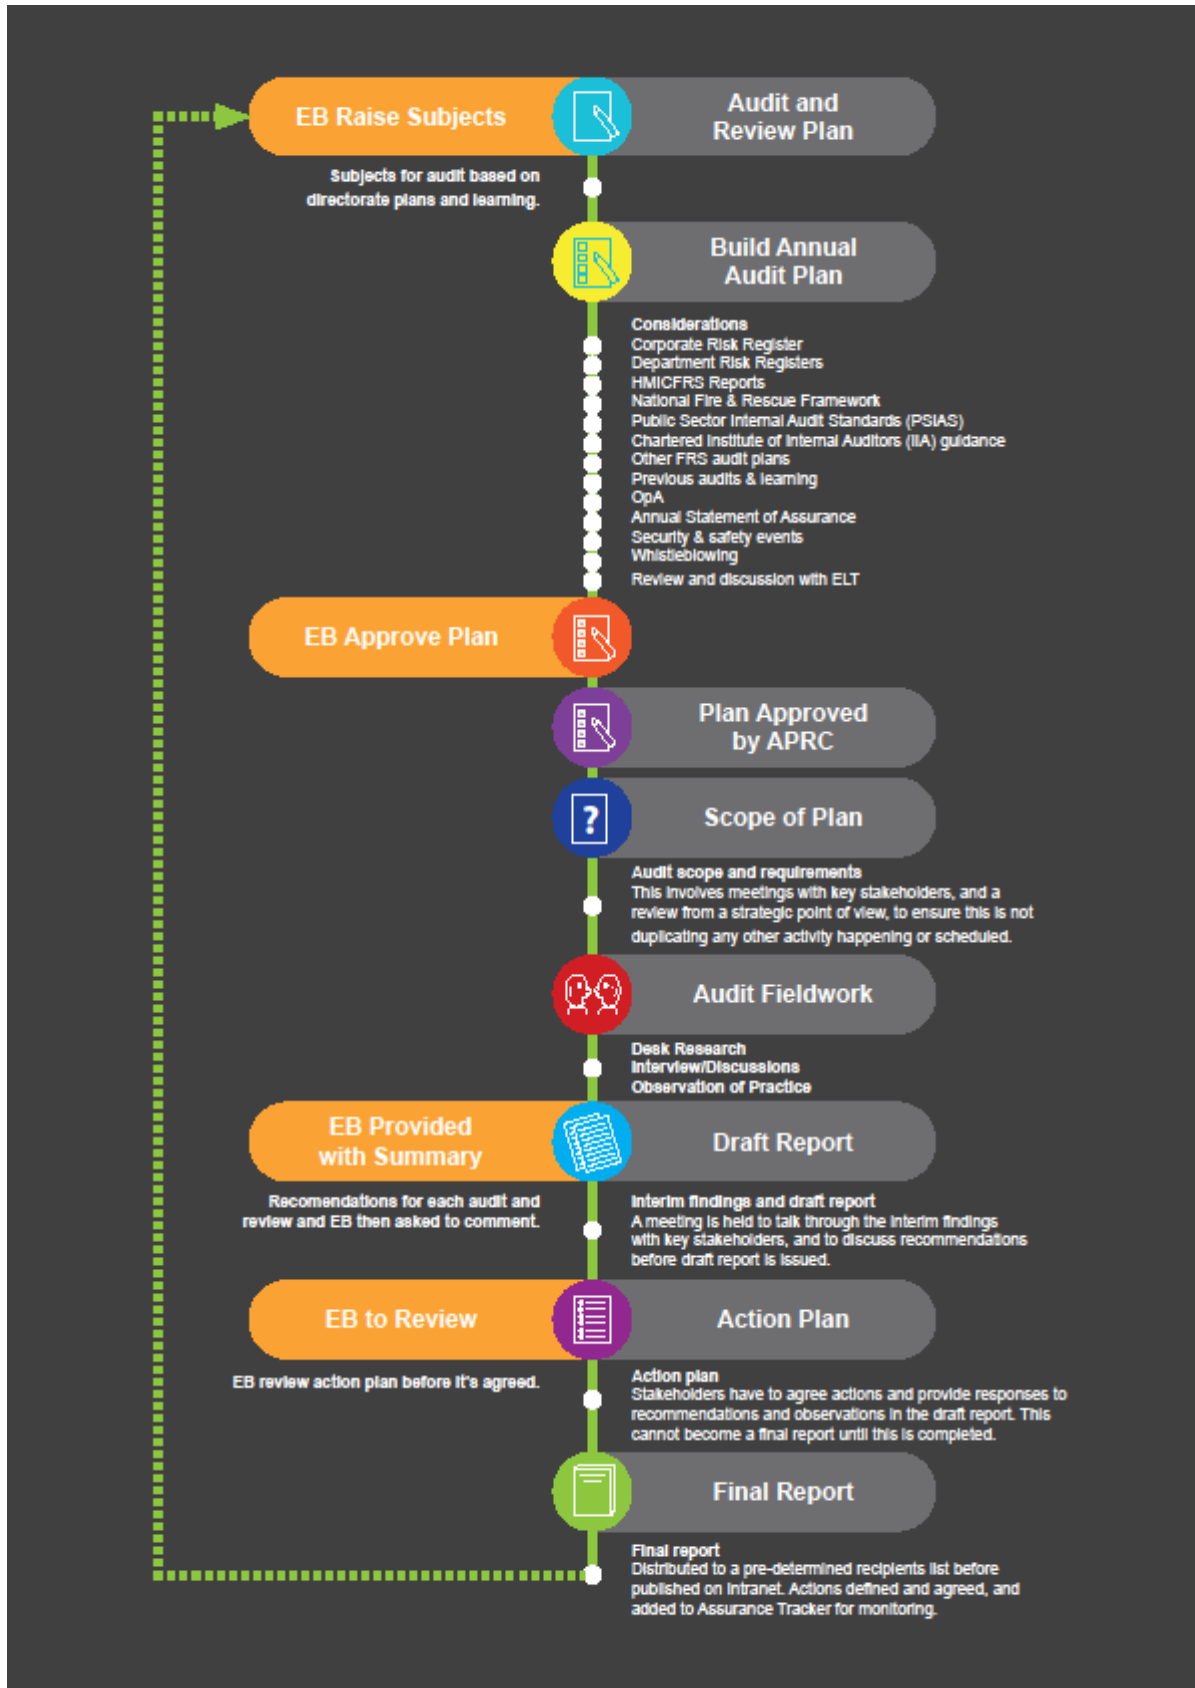 EB Raise Subjects
Audit and
Review Plan
Subjects for audit based on
directorate plans and learning.
Build Annual
Audit Plan
Considerations
Corporate Risk Register
Department Risk Registers
HMICFRS Reports
National Fire & Rescue Framework
Public Sector Internal Audit Standards (PSIAS)
Chartered Institute of Internal Auditors (IIA) guidance
Other FRS audit plans
Previous audits & learning
OpA
Annual Statement of Assurance
Security & safety events
Whistleblowing
Review and discussion with ELT
EB Approve Plan
Plan Approved
by APRC
?
Scope of Plan
Audit scope and requirements
This involves meetings with key stakeholders, and a
review from a strategic point of view, to ensure this is not
duplicating any other activity happening or scheduled.
Audit Fieldwork
Desk Research
Interview/Discussions
Observation of Practice
EB Provided
with Summary
Draft Report
Recomendations for each audit and
review and EB then asked to comment.
Interim findings and draft report
A meeting is held to talk through the interim findings
with key stakeholders, and to discuss recommendations
before draft report is issued.
EB to Review
Action Plan
EB review action plan before it's agreed.
Action plan
Stakeholders have to agree actions and provide responses to
recommendations and observations in the draft report. This
cannot become a final report until this is completed.
Final Report
Final report
Distributed to a pre-determined recipients list before
published on intranet. Actions defined and agreed, and
added to Assurance Tracker for monitoring.